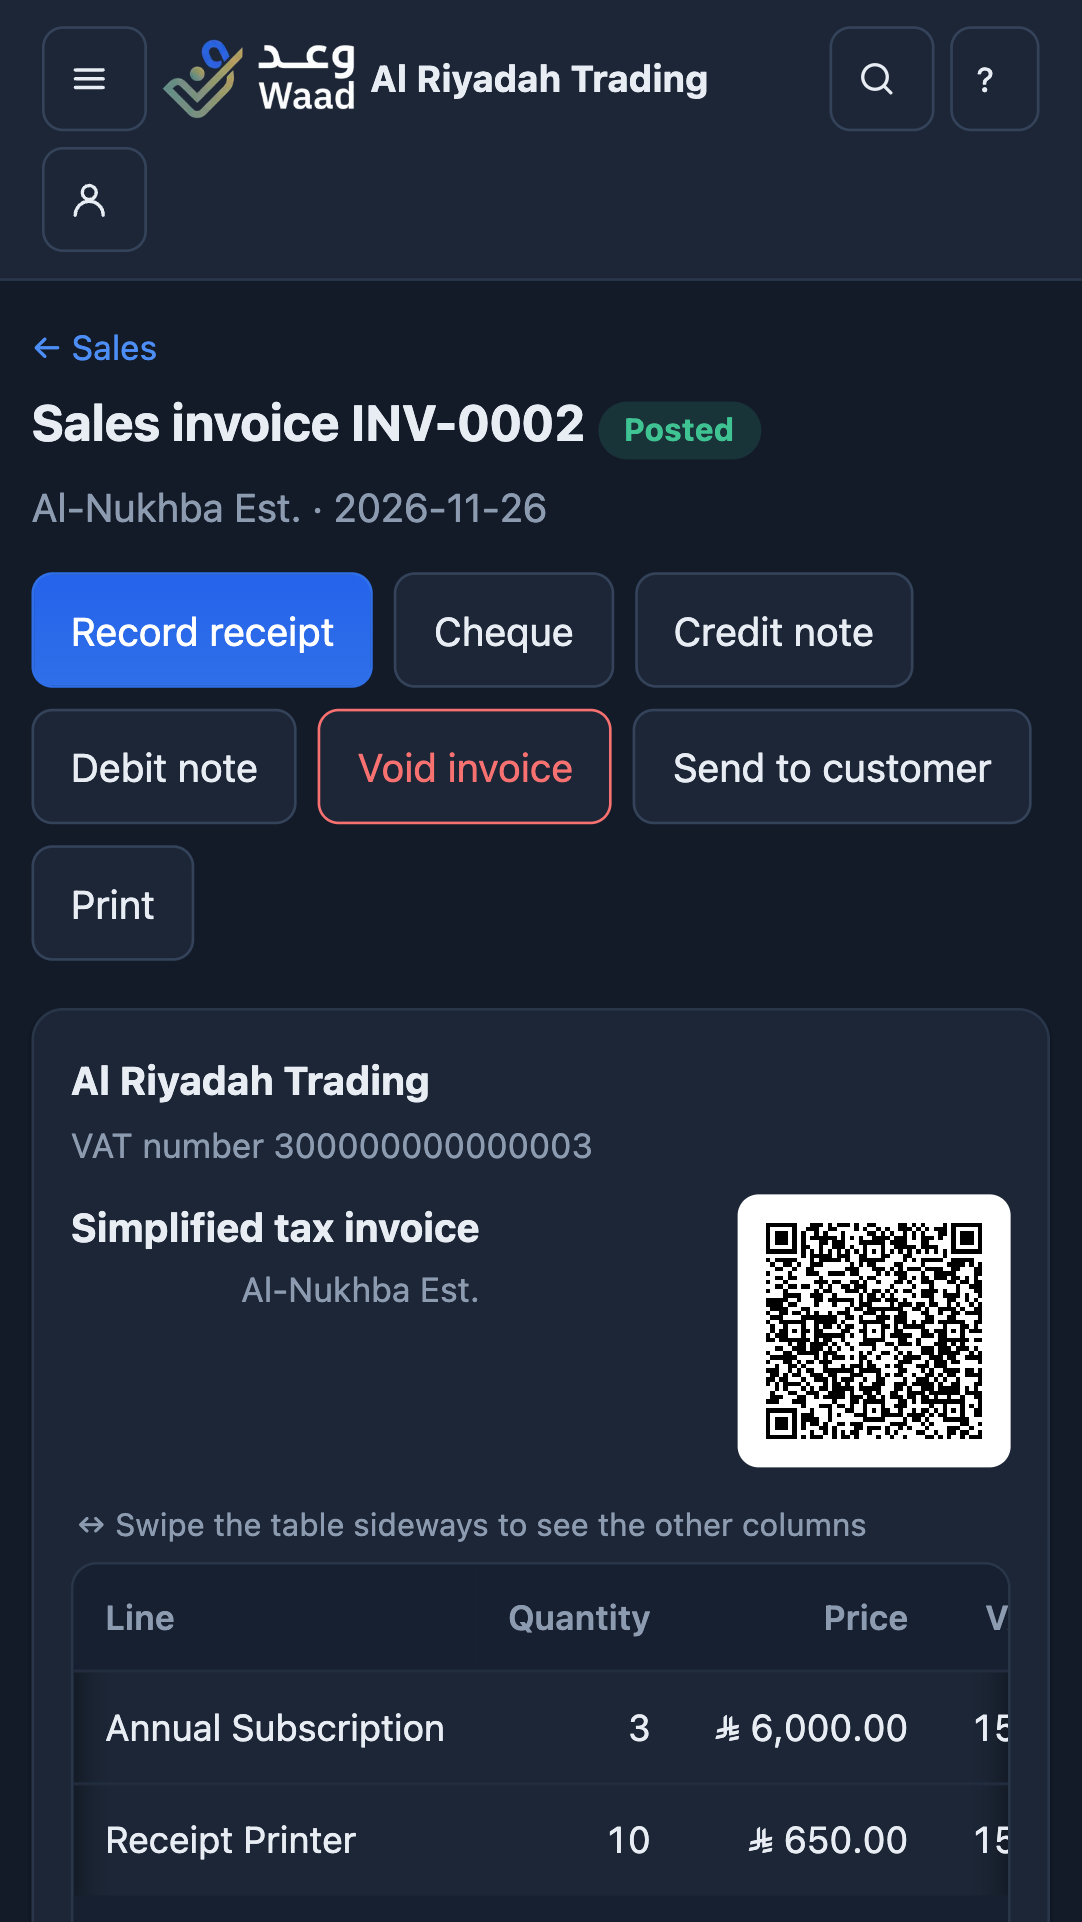 وعد
Waad
Al Riyadah Trading
?
← Sales
Sales invoice INV-0002
Posted
Al-Nukhba Est. · 2026-11-26
Record receipt
Cheque
Credit note
Debit note
Void invoice
Send to customer
Print
Al Riyadah Trading
VAT number 300000000000003
Simplified tax invoice
Al-Nukhba Est.
↔ Swipe the table sideways to see the other columns
Line Quantity Price V
Annual Subscription 3 ⃁ 6,000.00 15
Receipt Printer 10 ⃁ 650.00 15